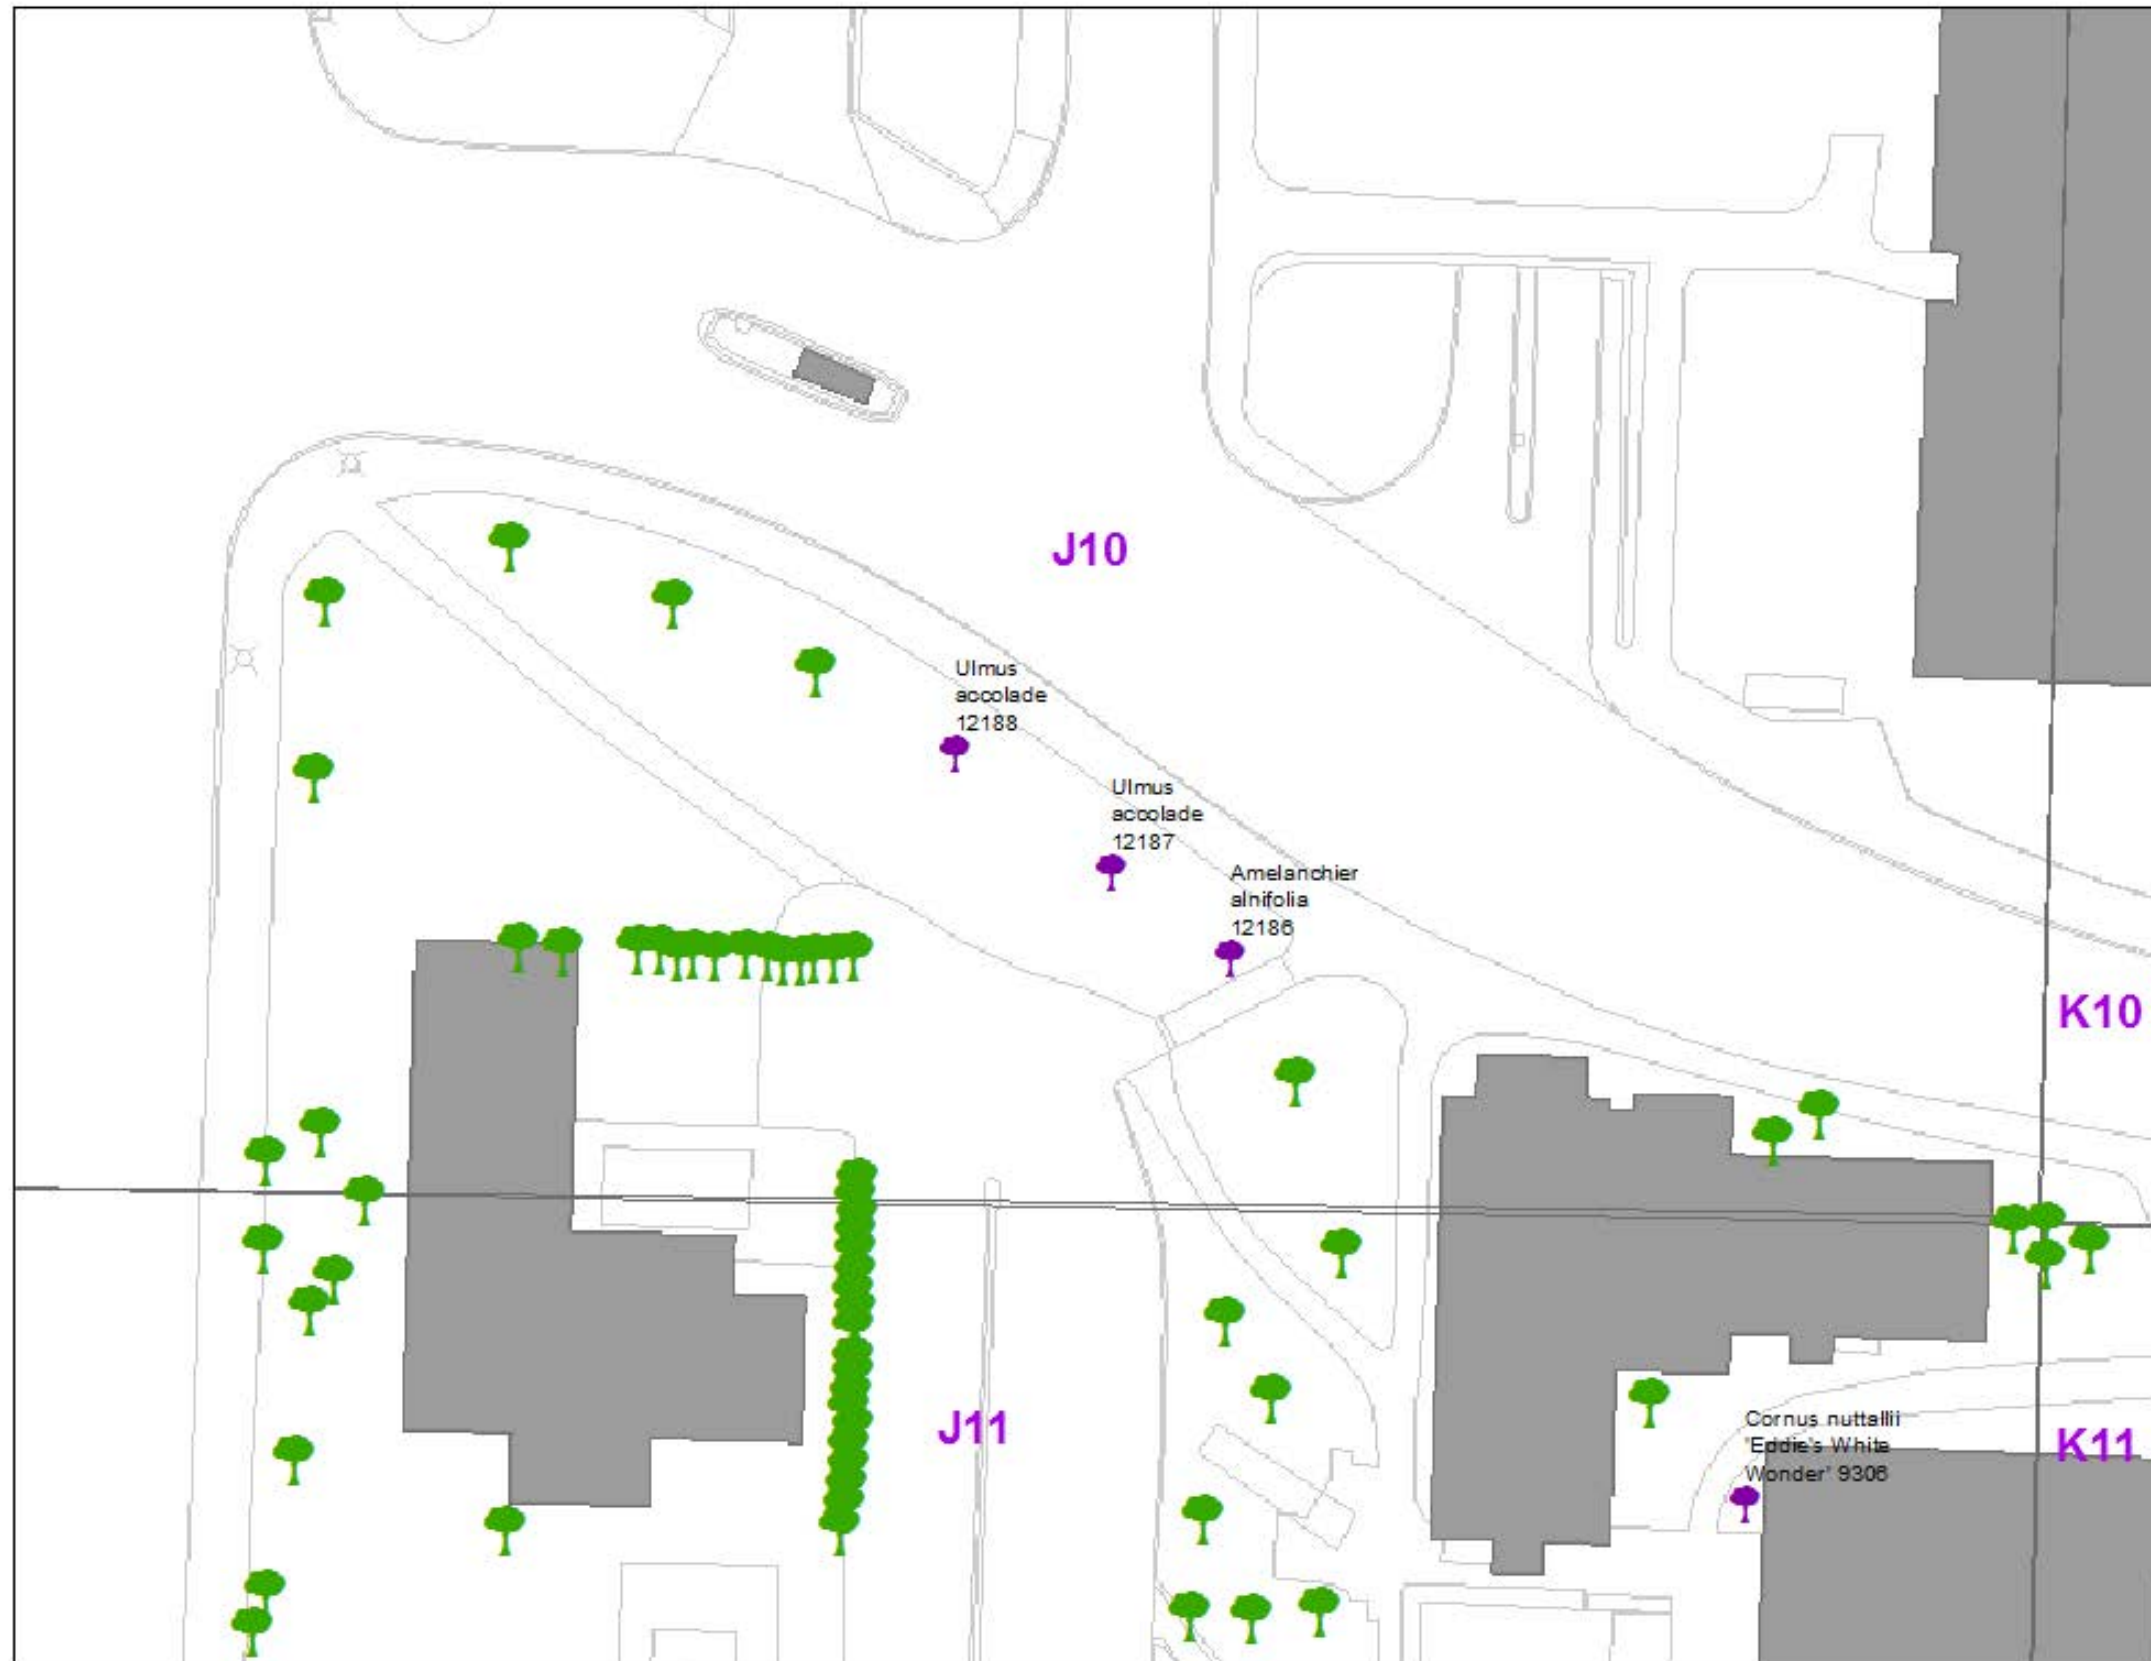 J10
Ulmus
accolade
12188
Ulmus
accolade
12187
Amelanchier
alnifolia
12186
K10
J11
Cornus nuttallii
'Eddie's White
Wonder' 9306
K11